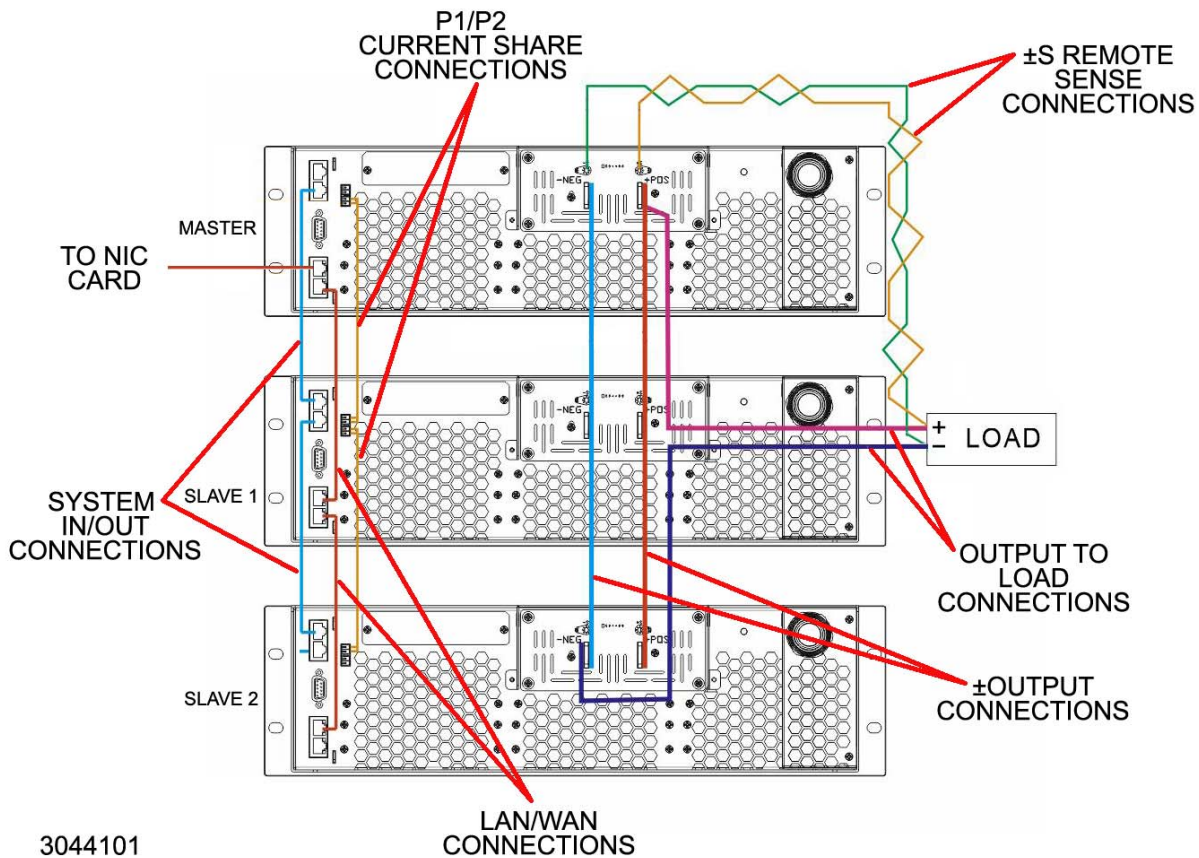 P1/P2
CURRENT SHARE
CONNECTIONS
±S REMOTE
SENSE
CONNECTIONS
-NEG
+POS
MASTER
TO NIC
CARD
-NEG
+POS
+
LOAD
−
SLAVE 1
SYSTEM
IN/OUT
CONNECTIONS
OUTPUT TO
LOAD
CONNECTIONS
-NEG
+POS
SLAVE 2
±OUTPUT
CONNECTIONS
LAN/WAN
CONNECTIONS
3044101